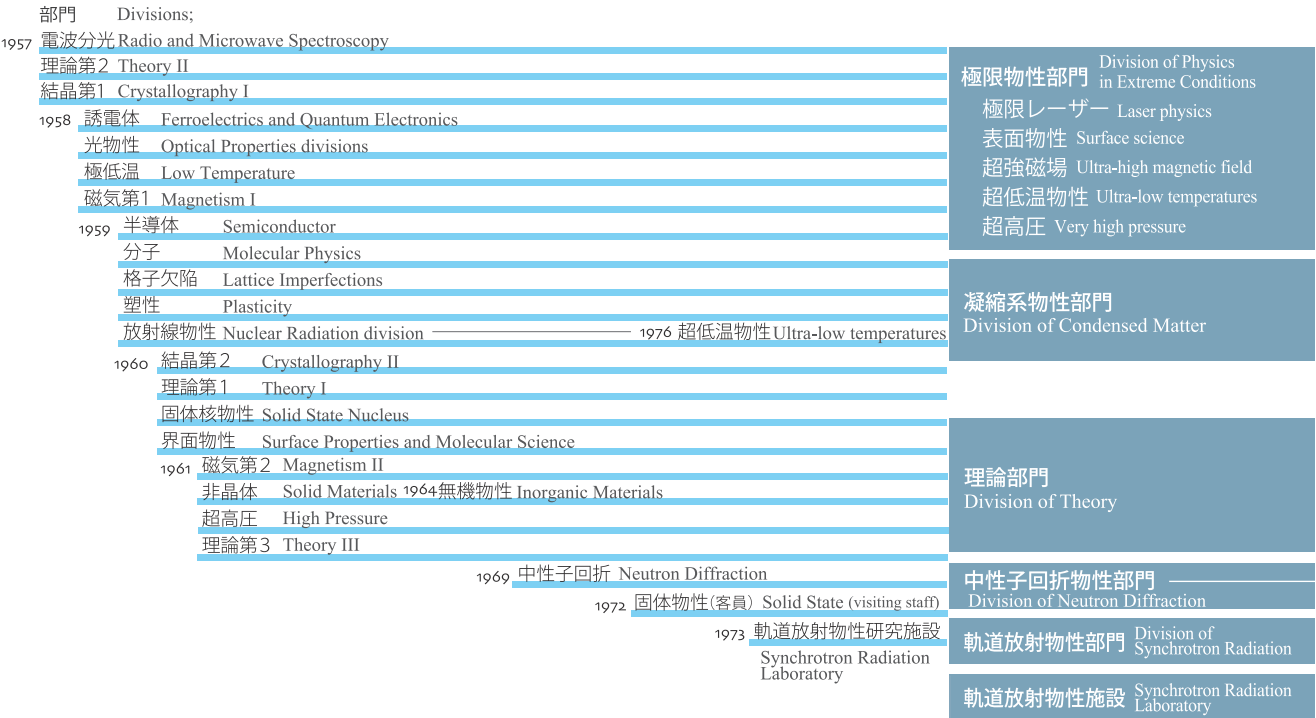 部門 Divisions;
1957 電波分光 Radio and Microwave Spectroscopy
理論第2 Theory II
結晶第1 Crystallography I
1958 誘電体 Ferroelectrics and Quantum Electronics
光物性 Optical Properties divisions
極低温 Low Temperature
磁気第1 Magnetism I
1959 半導体 Semiconductor
分子 Molecular Physics
格子欠陥 Lattice Imperfections
塑性 Plasticity
放射線物性 Nuclear Radiation division 1976 超低温物性 Ultra-low temperatures
1960 結晶第2 Crystallography II
理論第1 Theory I
固体核物性 Solid State Nucleus
界面物性 Surface Properties and Molecular Science
1961 磁気第2 Magnetism II
非晶体 Solid Materials 1964 無機物性 Inorganic Materials
超高圧 High Pressure
理論第3 Theory III
1969 中性子回折 Neutron Diffraction
1972 固体物性(客員) Solid State (visiting staff)
1973 軌道放射物性研究施設
Synchrotron Radiation
Laboratory
極限物性部門 Division of Physics
in Extreme Conditions
極限レーザー Laser physics
表面物性 Surface science
超強磁場 Ultra-high magnetic field
超低温物性 Ultra-low temperatures
超高圧 Very high pressure
凝縮系物性部門
Division of Condensed Matter
理論部門
Division of Theory
中性子回折物性部門
Division of Neutron Diffraction
軌道放射物性部門 Division of
Synchrotron Radiation
軌道放射物性施設 Synchrotron Radiation
Laboratory